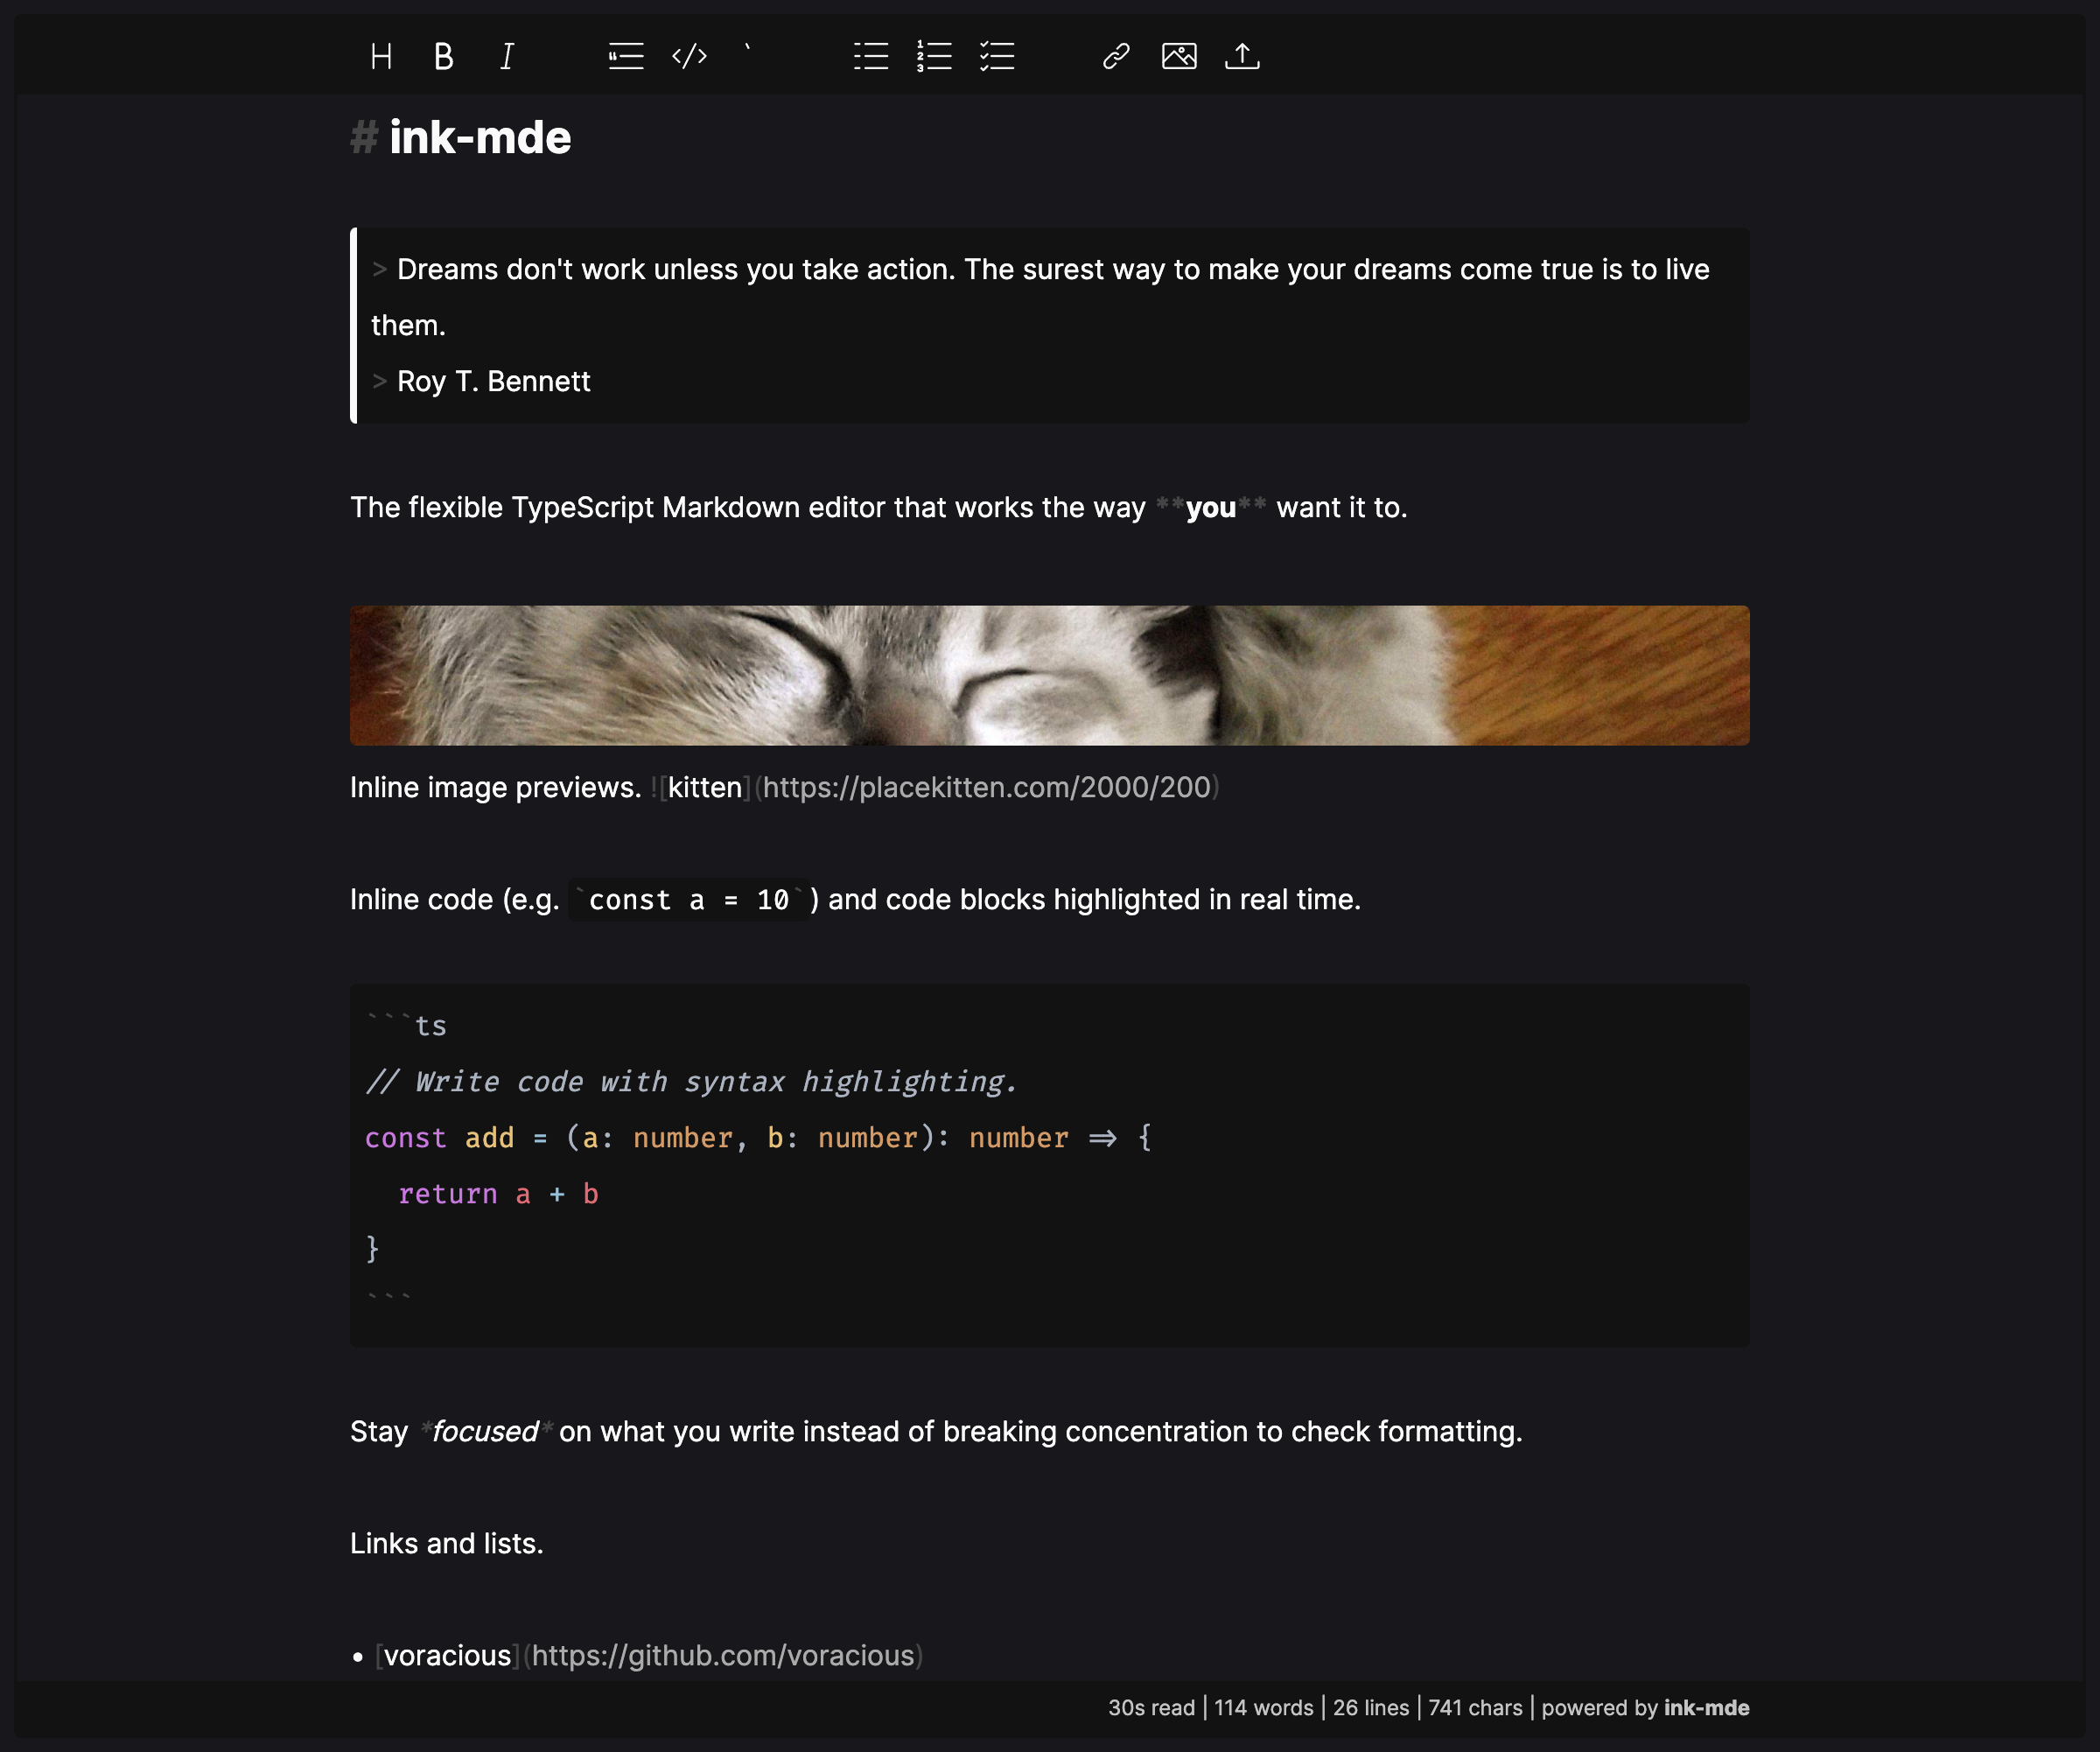 H B I </> `
# ink-mde
> Dreams don't work unless you take action. The surest way to make your dreams come true is to live
them.
> Roy T. Bennett
The flexible TypeScript Markdown editor that works the way **you** want it to.
Inline image previews. ![kitten](https://placekitten.com/2000/200)
Inline code (e.g. `const a = 10`) and code blocks highlighted in real time.
```ts
// Write code with syntax highlighting.
const add = (a: number, b: number): number => {
  return a + b
}
```
Stay *focused* on what you write instead of breaking concentration to check formatting.
Links and lists.
• [voracious](https://github.com/voracious)
30s read | 114 words | 26 lines | 741 chars | powered by ink-mde